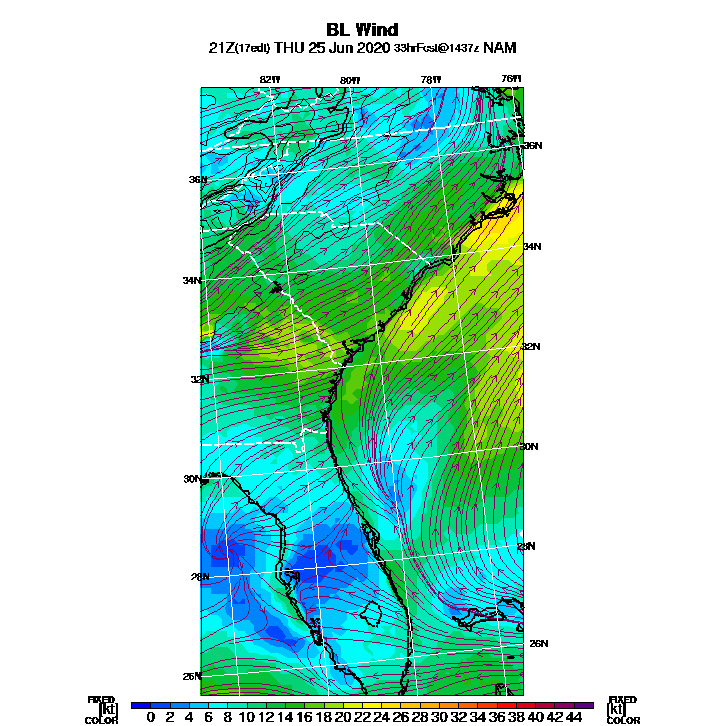 BL Wind
21Z(17edt) THU 25 Jun 2020 33hrFcst@1437z NAM
82W 80W 78W 76W
36N
36N
34N
34N
32N
32N
30N
30N
28N
28N
26N
26N
FIXED FIXED
[kt] 0 2 4 6 8 10 12 14 16 18 20 22 24 26 28 30 32 34 36 38 40 42 44 [kt]
COLOR COLOR